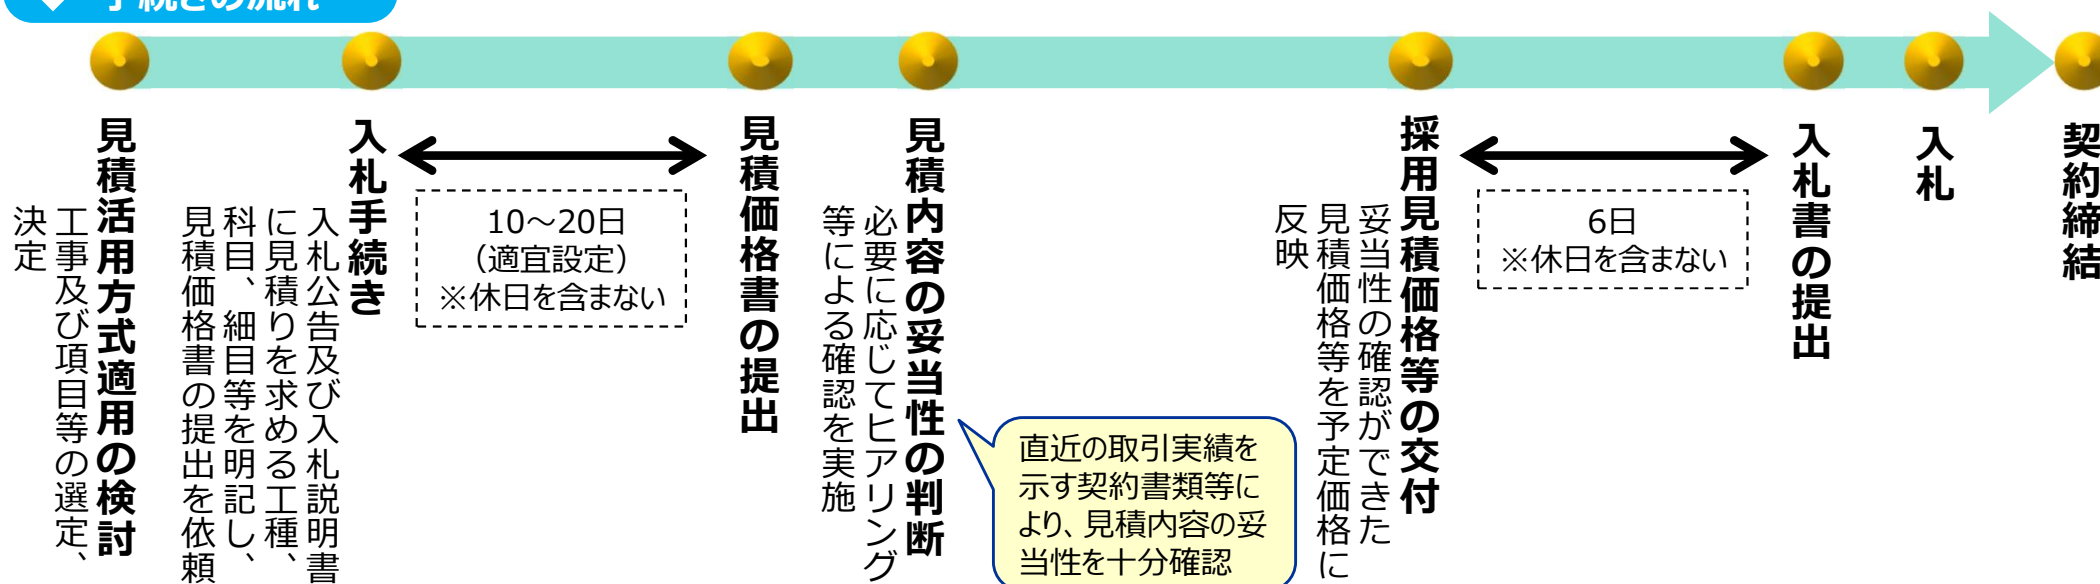 手続きの流れ
見積活用方式適用の検討
工事及び項目等の選定、
決定
入札手続き
入札公告及び入札説明書
に見積りを求める工種、
科目、細目等を明記し、
見積価格書の提出を依頼
10～20日
（適宜設定）
※休日を含まない
見積価格書の提出
見積内容の妥当性の判断
必要に応じてヒアリング
等による確認を実施
直近の取引実績を
示す契約書類等に
より、見積内容の妥
当性を十分確認
採用見積価格等の交付
妥当性の確認ができた
見積価格等を予定価格に
反映
6日
※休日を含まない
入札書の提出
入札
契約締結